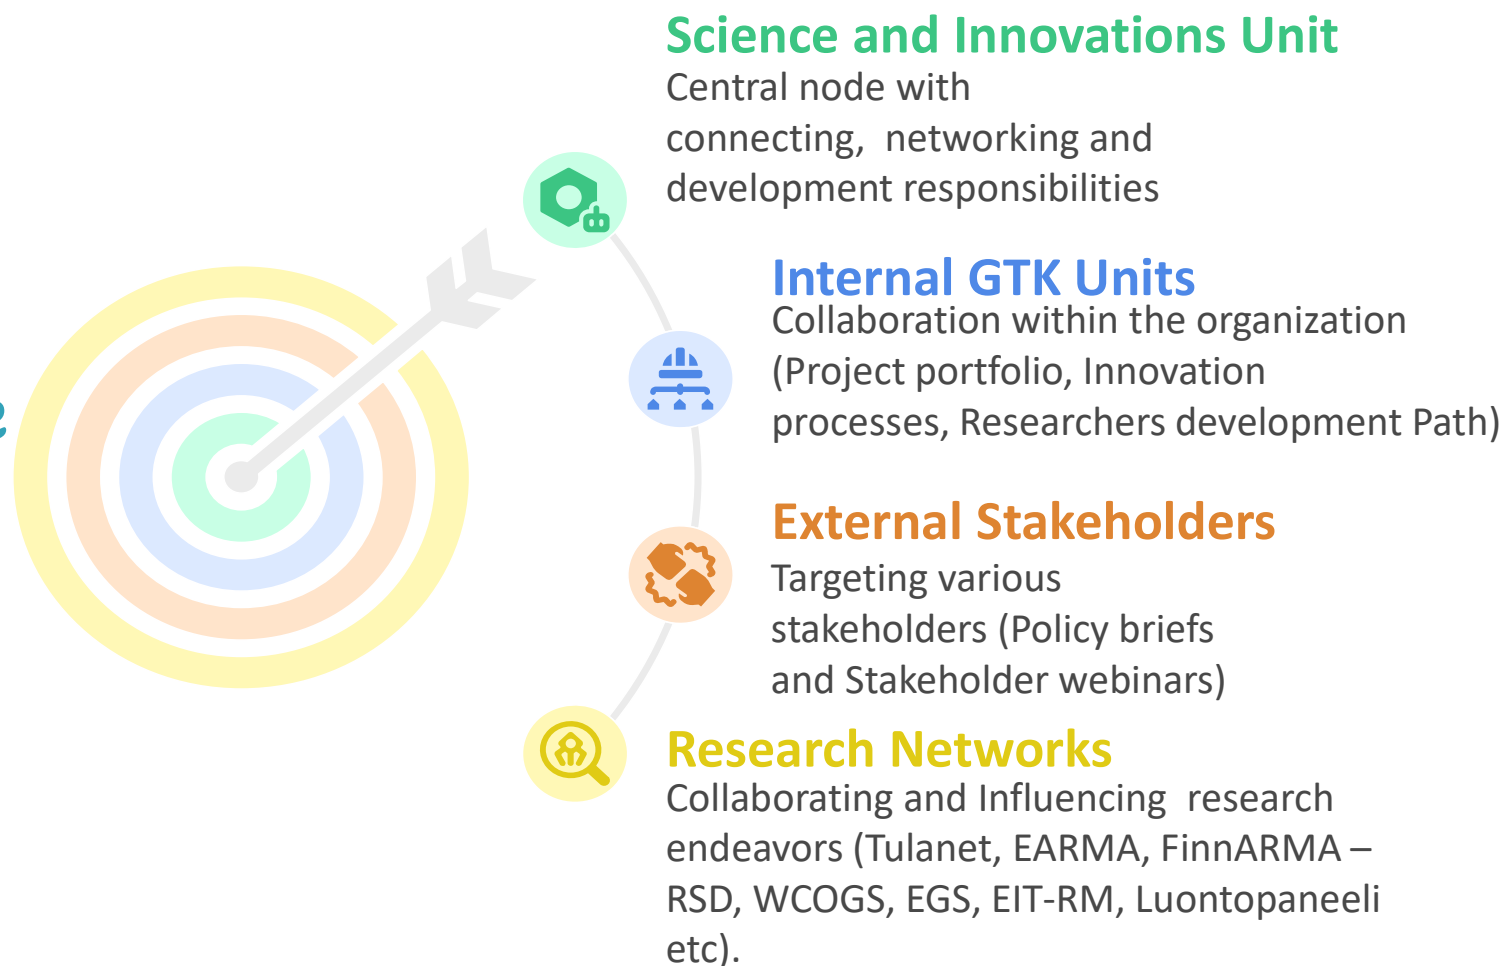 Science and Innovations Unit
Central node with
connecting, networking and
development responsibilities
Internal GTK Units
Collaboration within the organization
(Project portfolio, Innovation
processes, Researchers development Path)
External Stakeholders
Targeting various
stakeholders (Policy briefs
and Stakeholder webinars)
Research Networks
Collaborating and Influencing research
endeavors (Tulanet, EARMA, FinnARMA –
RSD, WCOGS, EGS, EIT-RM, Luontopaneeli
etc).